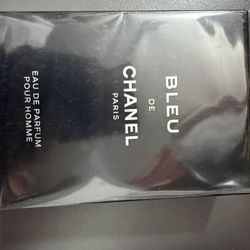 BLEU
DE
CHANEL
PARIS
EAU DE PARFUM
POUR HOMME